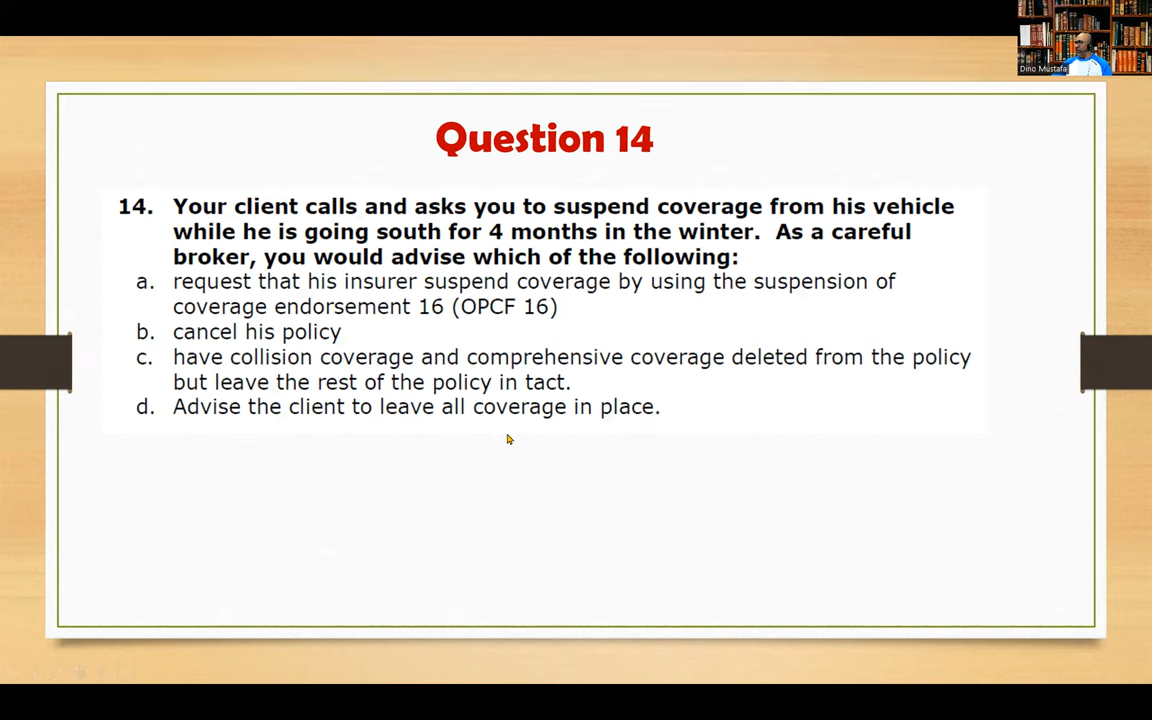 Dino Mustafa
Question 14
14. Your client calls and asks you to suspend coverage from his vehicle
while he is going south for 4 months in the winter. As a careful
broker, you would advise which of the following:
a. request that his insurer suspend coverage by using the suspension of
coverage endorsement 16 (OPCF 16)
b. cancel his policy
c. have collision coverage and comprehensive coverage deleted from the policy
but leave the rest of the policy in tact.
d. Advise the client to leave all coverage in place.